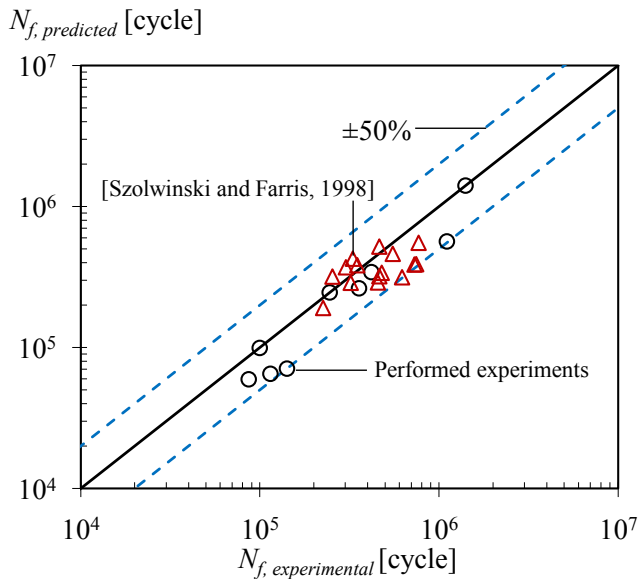 N_f, predicted [cycle]
10^7
±50%
[Szolwinski and Farris, 1998]
10^6
10^5
Performed experiments
10^4
10^4 10^5 10^6 10^7
N_f, experimental [cycle]